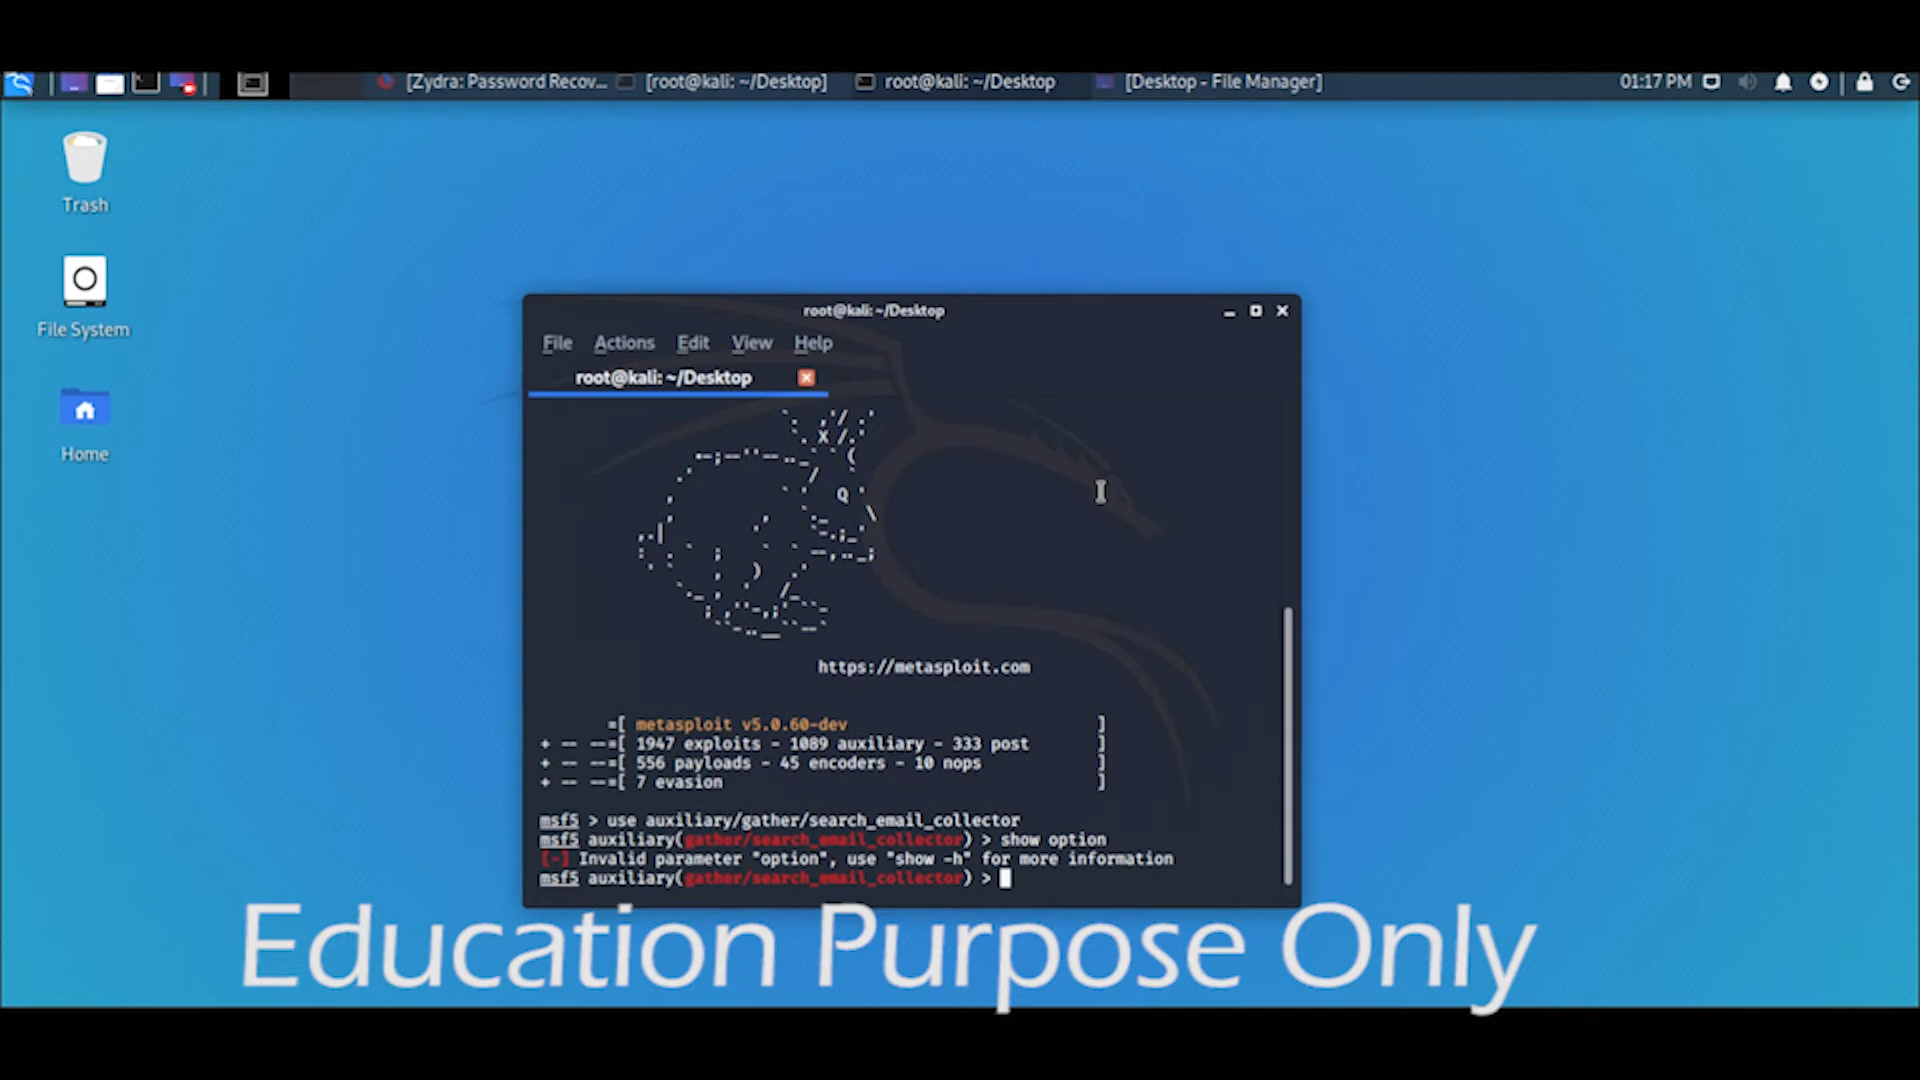 [Zydra: Password Recov... [root@kali: ~/Desktop] root@kali: ~/Desktop [Desktop - File Manager] 01:17 PM
Trash
File System
Home
root@kali: ~/Desktop
File Actions Edit View Help
root@kali: ~/Desktop
https://metasploit.com
=[ metasploit v5.0.60-dev ]
+ -- --=[ 1947 exploits - 1089 auxiliary - 333 post ]
+ -- --=[ 556 payloads - 45 encoders - 10 nops ]
+ -- --=[ 7 evasion ]
msf5 > use auxiliary/gather/search_email_collector
msf5 auxiliary(gather/search_email_collector) > show option
[-] Invalid parameter "option", use "show -h" for more information
msf5 auxiliary(gather/search_email_collector) >
Education Purpose Only